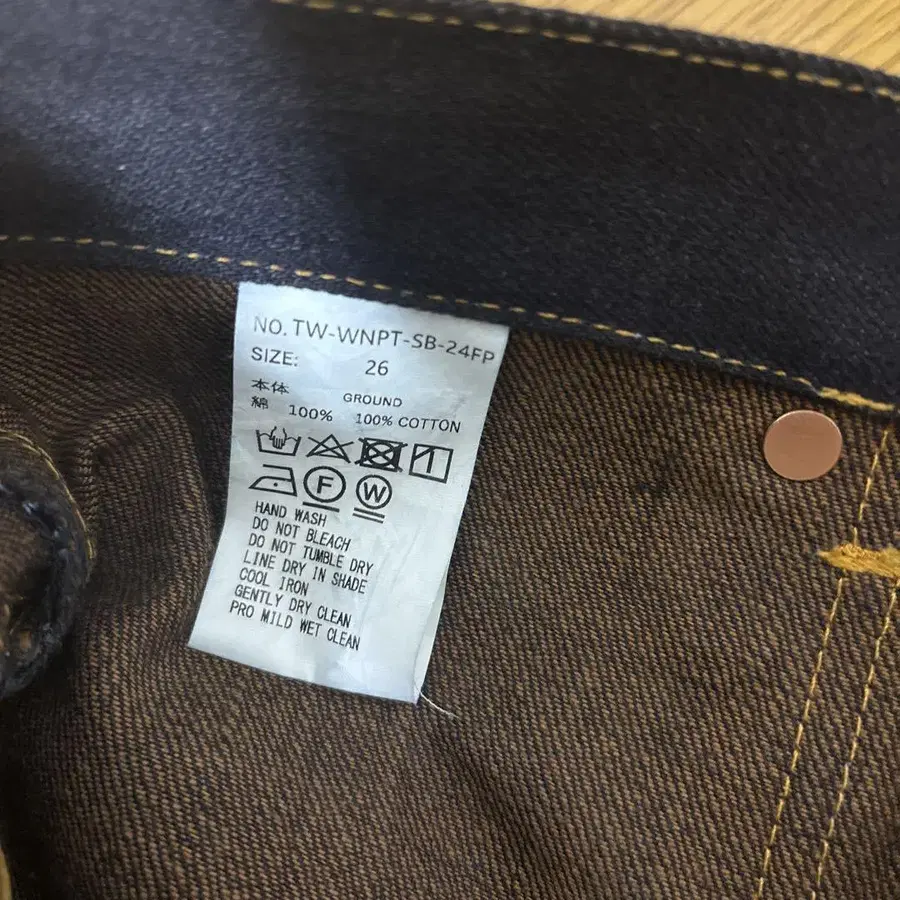 NO. TW-WNPT-SB-24FP
SIZE: 26
本体 GROUND
綿 100% 100% COTTON
F W
HAND WASH
DO NOT BLEACH
DO NOT TUMBLE DRY
LINE DRY IN SHADE
COOL IRON
GENTLY DRY CLEAN
PRO MILD WET CLEAN